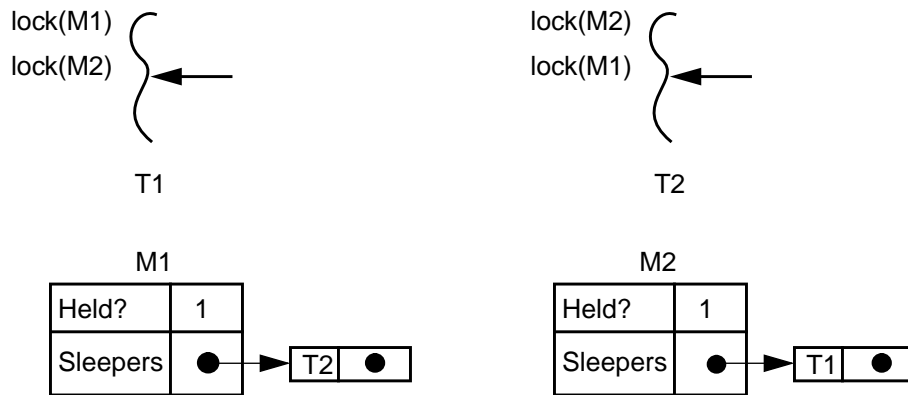 lock(M1)
lock(M2)
T1
lock(M2)
lock(M1)
T2
M1
Held? 1
Sleepers T2
M2
Held? 1
Sleepers T1